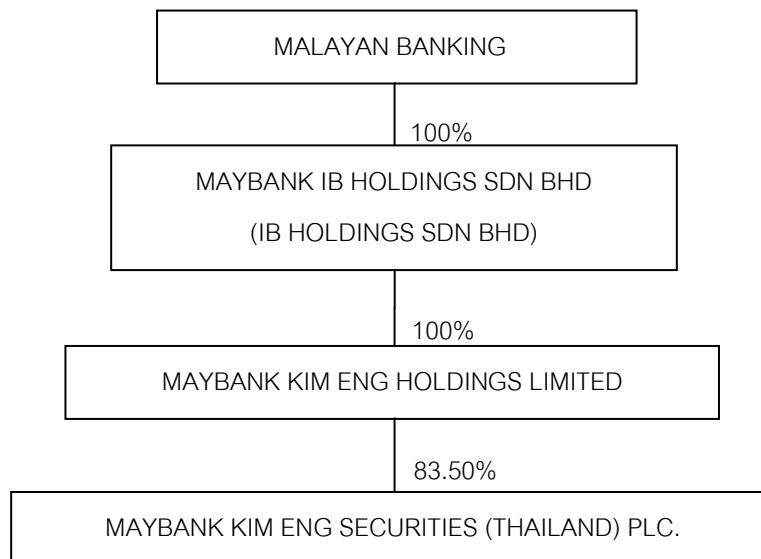 MALAYAN BANKING
100%
MAYBANK IB HOLDINGS SDN BHD
(IB HOLDINGS SDN BHD)
100%
MAYBANK KIM ENG HOLDINGS LIMITED
83.50%
MAYBANK KIM ENG SECURITIES (THAILAND) PLC.